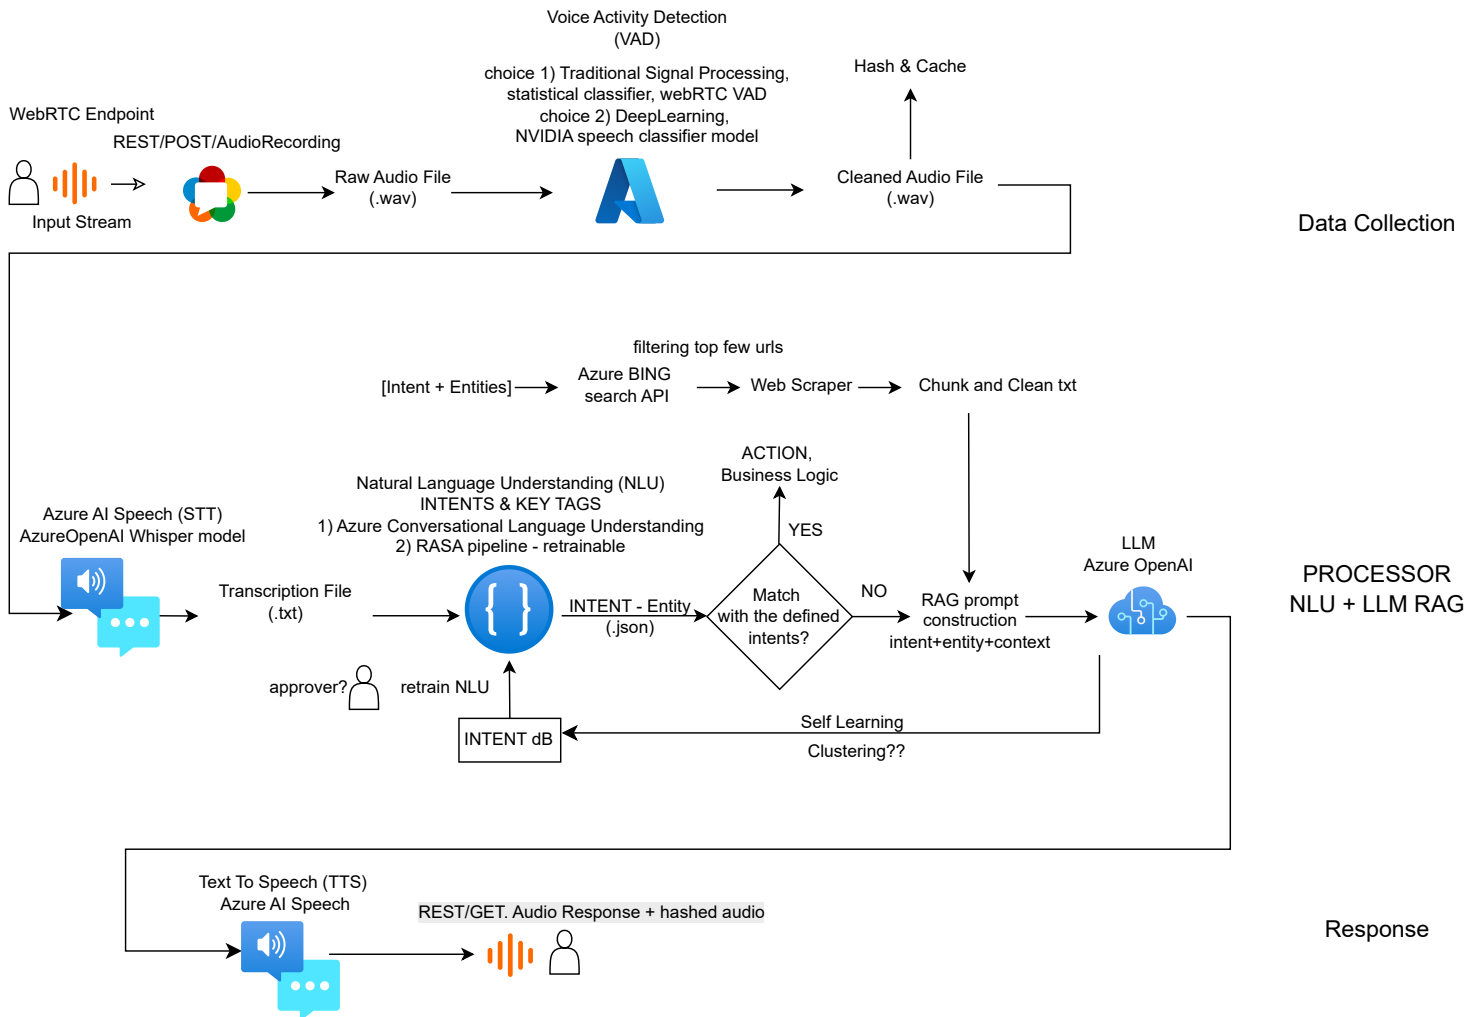 Voice Activity Detection
(VAD)
choice 1) Traditional Signal Processing,
statistical classifier, webRTC VAD
choice 2) DeepLearning,
NVIDIA speech classifier model
Hash & Cache
WebRTC Endpoint
REST/POST/AudioRecording
Input Stream
Raw Audio File
(.wav)
Cleaned Audio File
(.wav)
Data Collection
filtering top few urls
[Intent + Entities]
Azure BING
search API
Web Scraper
Chunk and Clean txt
ACTION,
Business Logic
YES
Natural Language Understanding (NLU)
INTENTS & KEY TAGS
1) Azure Conversational Language Understanding
2) RASA pipeline - retrainable
Azure AI Speech (STT)
AzureOpenAI Whisper model
Transcription File
(.txt)
INTENT - Entity
(.json)
Match
with the defined
intents?
NO
RAG prompt
construction
intent+entity+context
LLM
Azure OpenAI
PROCESSOR
NLU + LLM RAG
approver?
retrain NLU
INTENT dB
Self Learning
Clustering??
Text To Speech (TTS)
Azure AI Speech
REST/GET. Audio Response + hashed audio
Response